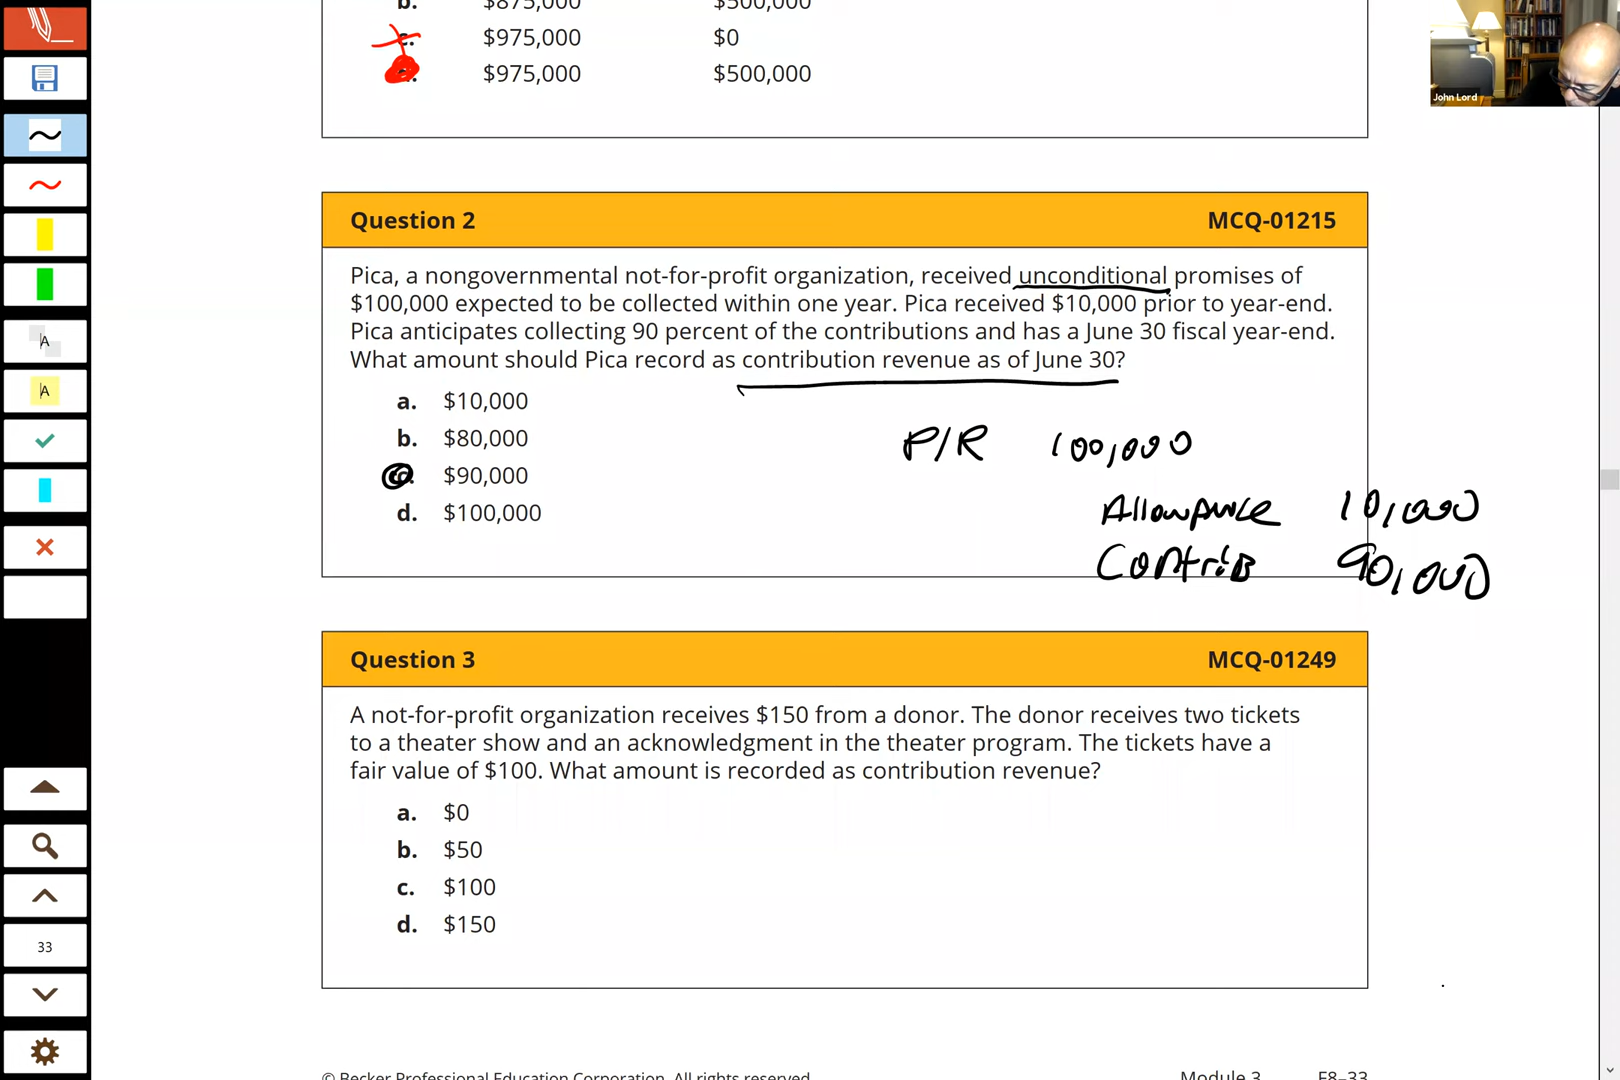 b. $875,000 $500,000
c. $975,000 $0
$975,000 $500,000
John Lord
Question 2 MCQ-01215
Pica, a nongovernmental not-for-profit organization, received unconditional promises of
$100,000 expected to be collected within one year. Pica received $10,000 prior to year-end.
Pica anticipates collecting 90 percent of the contributions and has a June 30 fiscal year-end.
What amount should Pica record as contribution revenue as of June 30?
a. $10,000
b. $80,000
c. $90,000
d. $100,000
P/R 100,000
Allowance 10,000
Contrib 90,000
Question 3 MCQ-01249
A not-for-profit organization receives $150 from a donor. The donor receives two tickets
to a theater show and an acknowledgment in the theater program. The tickets have a
fair value of $100. What amount is recorded as contribution revenue?
a. $0
b. $50
c. $100
d. $150
A
A
33
© Becker Professional Education Corporation. All rights reserved.
Module 3 F8–33